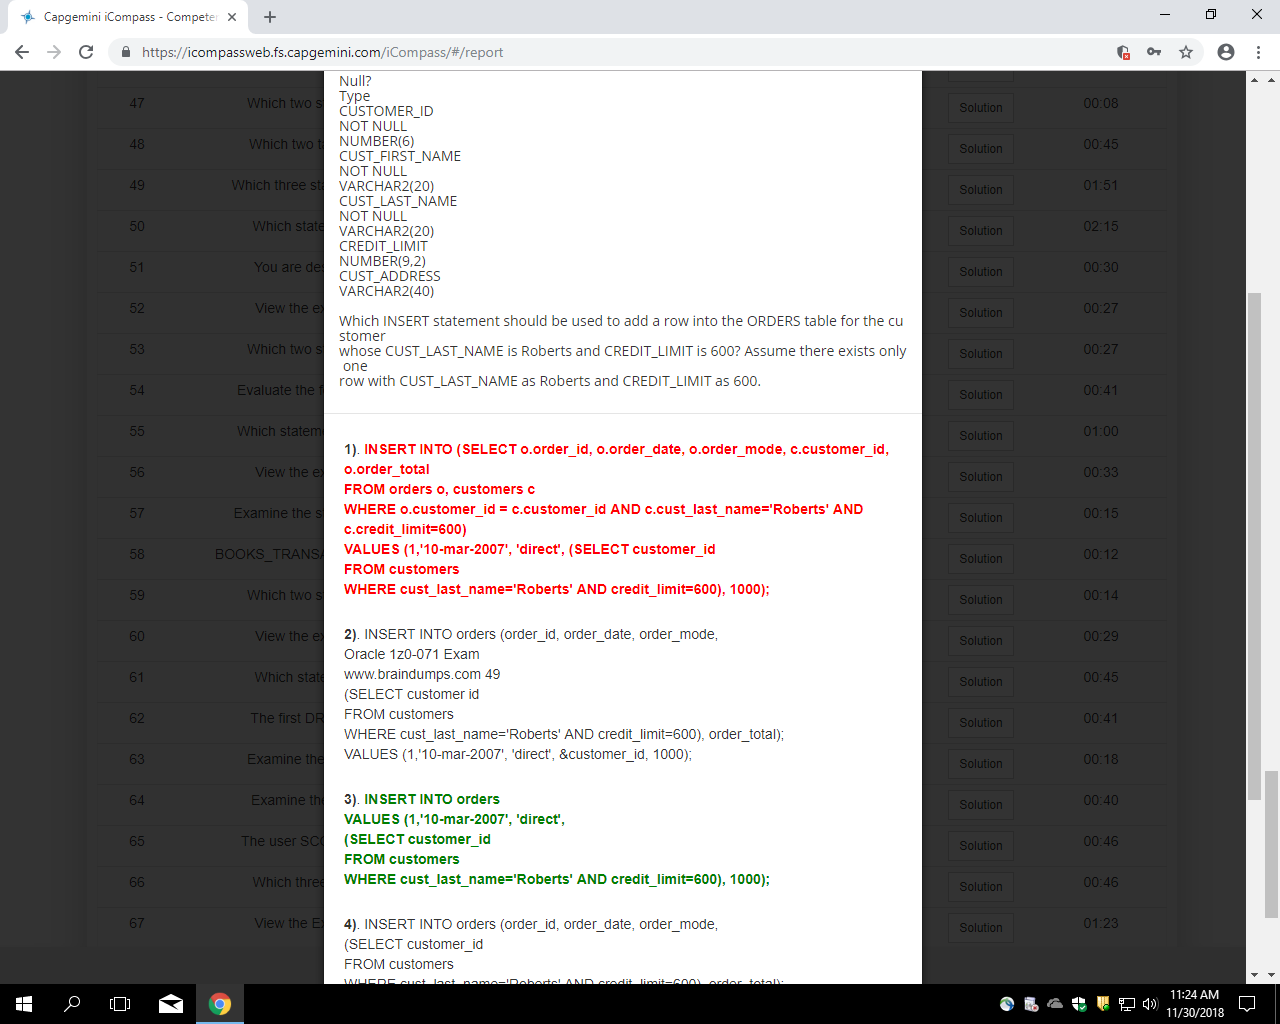 Capgemini iCompass - Competer
https://icompassweb.fs.capgemini.com/iCompass/#/report
Null?
Type
CUSTOMER_ID
NOT NULL
NUMBER(6)
CUST_FIRST_NAME
NOT NULL
VARCHAR2(20)
CUST_LAST_NAME
NOT NULL
VARCHAR2(20)
CREDIT_LIMIT
NUMBER(9,2)
CUST_ADDRESS
VARCHAR2(40)
Which INSERT statement should be used to add a row into the ORDERS table for the cu
stomer
whose CUST_LAST_NAME is Roberts and CREDIT_LIMIT is 600? Assume there exists only
one
row with CUST_LAST_NAME as Roberts and CREDIT_LIMIT as 600.
1). INSERT INTO (SELECT o.order_id, o.order_date, o.order_mode, c.customer_id,
o.order_total
FROM orders o, customers c
WHERE o.customer_id = c.customer_id AND c.cust_last_name='Roberts' AND
c.credit_limit=600)
VALUES (1,'10-mar-2007', 'direct', (SELECT customer_id
FROM customers
WHERE cust_last_name='Roberts' AND credit_limit=600), 1000);
2). INSERT INTO orders (order_id, order_date, order_mode,
Oracle 1z0-071 Exam
www.braindumps.com 49
(SELECT customer id
FROM customers
WHERE cust_last_name='Roberts' AND credit_limit=600), order_total);
VALUES (1,'10-mar-2007', 'direct', &customer_id, 1000);
3). INSERT INTO orders
VALUES (1,'10-mar-2007', 'direct',
(SELECT customer_id
FROM customers
WHERE cust_last_name='Roberts' AND credit_limit=600), 1000);
4). INSERT INTO orders (order_id, order_date, order_mode,
(SELECT customer_id
FROM customers
WHERE cust_last_name='Roberts' AND credit_limit=600), order_total);
47 Which two s Solution 00:08
48 Which two t Solution 00:45
49 Which three sta Solution 01:51
50 Which state Solution 02:15
51 You are de Solution 00:30
52 View the e Solution 00:27
53 Which two s Solution 00:27
54 Evaluate the f Solution 00:41
55 Which statem Solution 01:00
56 View the e Solution 00:33
57 Examine the s Solution 00:15
58 BOOKS_TRANSA Solution 00:12
59 Which two s Solution 00:14
60 View the e Solution 00:29
61 Which state Solution 00:45
62 The first DR Solution 00:41
63 Examine the Solution 00:18
64 Examine the Solution 00:40
65 The user SCO Solution 00:46
66 Which three Solution 00:46
67 View the E Solution 01:23
11:24 AM
11/30/2018